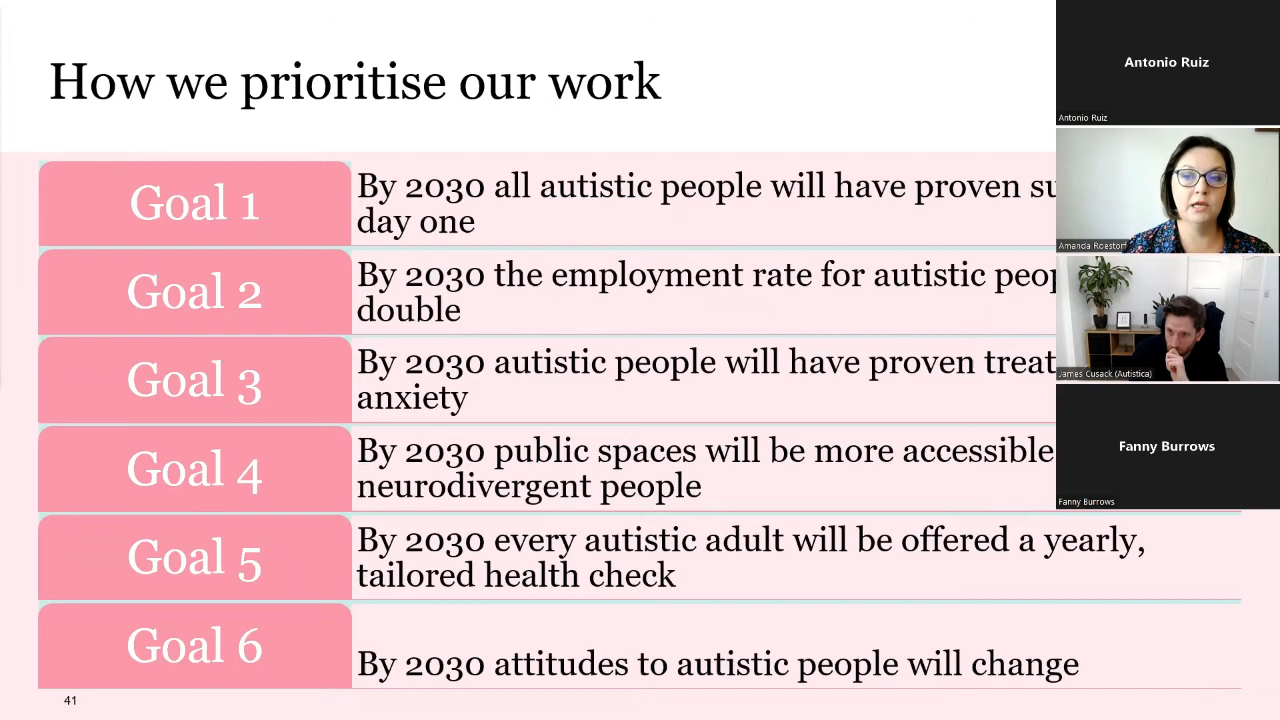 How we prioritise our work
Goal 1
By 2030 all autistic people will have proven
day one
Goal 2
By 2030 the employment rate for autistic
double
Goal 3
By 2030 autistic people will have proven
anxiety
Goal 4
By 2030 public spaces will be more accessible
neurodivergent people
Goal 5
By 2030 every autistic adult will be offered a yearly,
tailored health check
Goal 6
By 2030 attitudes to autistic people will change
41
Antonio Ruiz
Antonio Ruiz
Amanda Roestorf
James Cusack (Autistica)
Fanny Burrows
Fanny Burrows